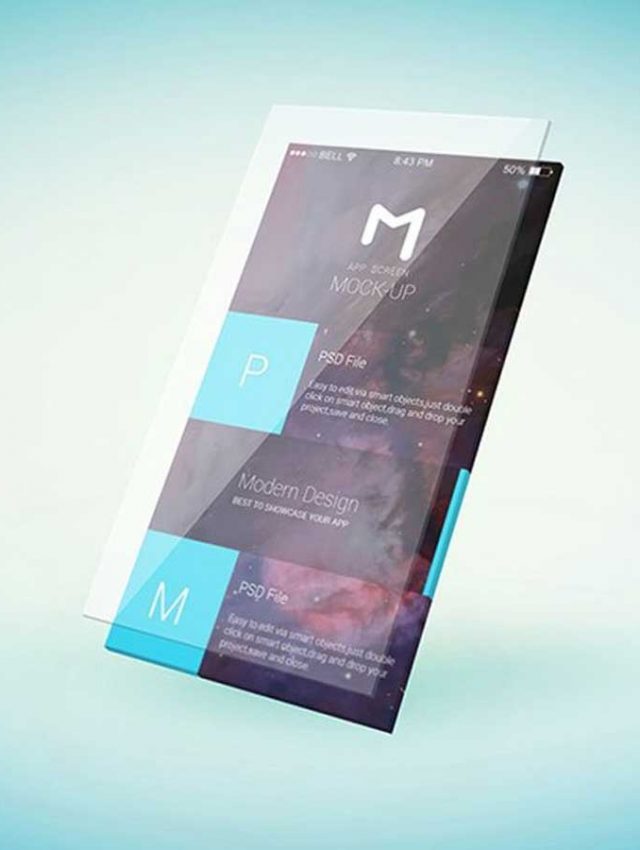 BELL 8:43 PM 50%
M
APP SCREEN
MOCK-UP
P
PSD File
Easy to edit via smart objects,just double
click on smart object,drag and drop your
project,save and close.
Modern Design
BEST TO SHOWCASE YOUR APP
M
PSD File
Easy to edit via smart objects,just double
click on smart object,drag and drop your
project,save and close.